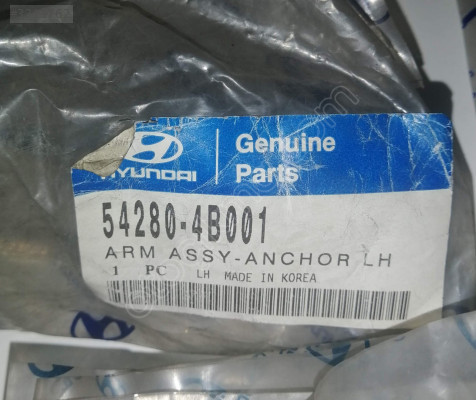 Genuine
Parts
HYUNDAI
54280-4B001
ARM ASSY-ANCHOR LH
1 PC LH MADE IN KOREA